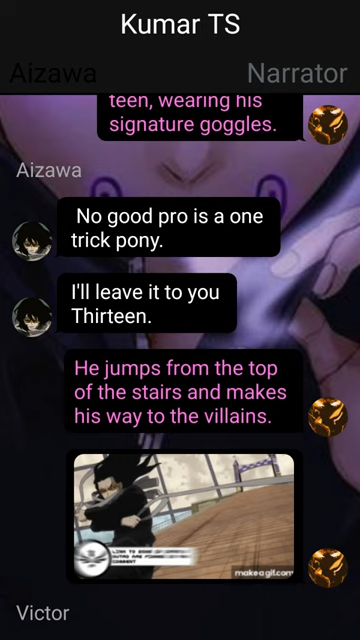 Kumar TS
Aizawa
Narrator
teen, wearing his
signature goggles.
Aizawa
No good pro is a one
trick pony.
I'll leave it to you
Thirteen.
He jumps from the top
of the stairs and makes
his way to the villains.
makeagif.com
Victor